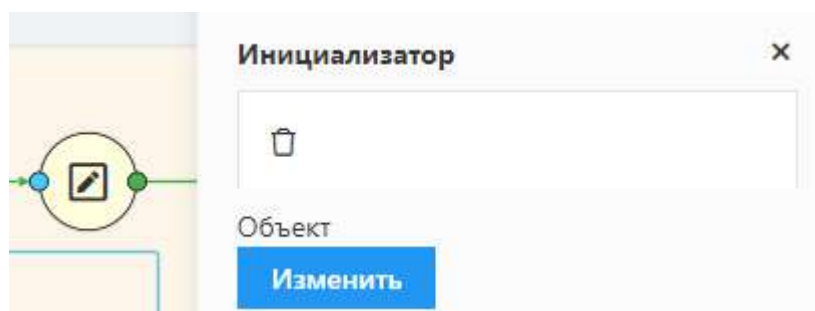 Инициализатор
Объект
Изменить